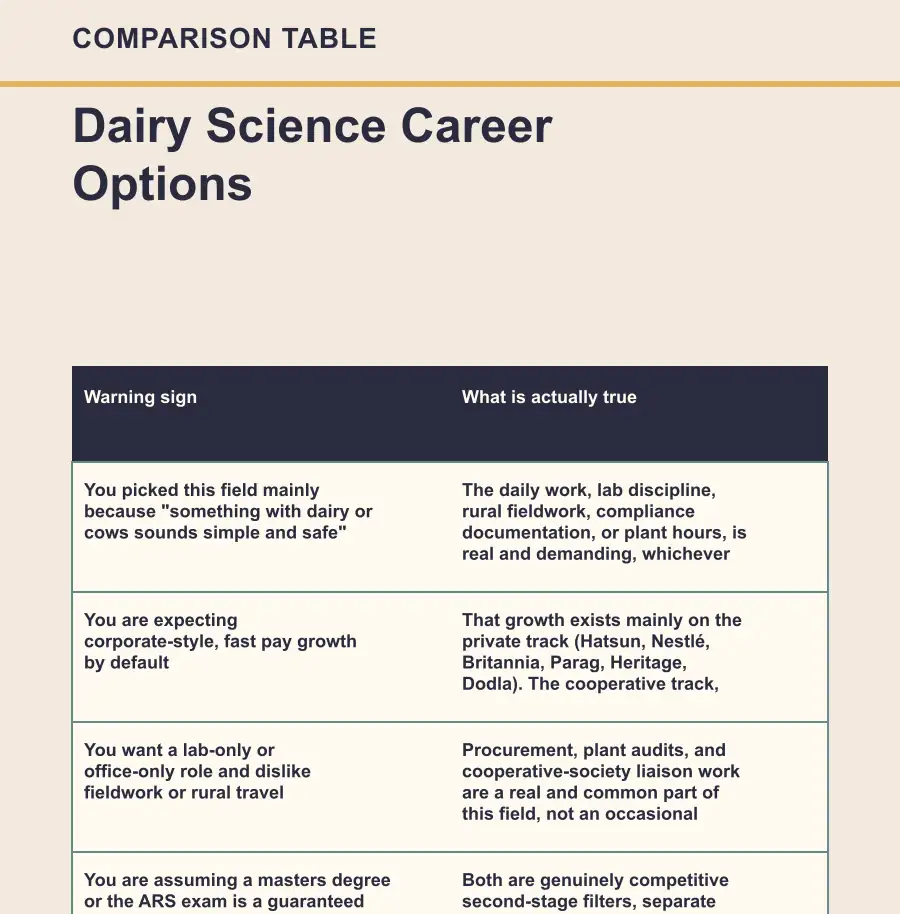 COMPARISON TABLE
Dairy Science Career
Options
Warning sign
What is actually true
You picked this field mainly
because "something with dairy or
cows sounds simple and safe"
The daily work, lab discipline,
rural fieldwork, compliance
documentation, or plant hours, is
real and demanding, whichever
You are expecting
corporate-style, fast pay growth
by default
That growth exists mainly on the
private track (Hatsun, Nestlé,
Britannia, Parag, Heritage,
Dodla). The cooperative track,
You want a lab-only or
office-only role and dislike
fieldwork or rural travel
Procurement, plant audits, and
cooperative-society liaison work
are a real and common part of
this field, not an occasional
You are assuming a masters degree
or the ARS exam is a guaranteed
Both are genuinely competitive
second-stage filters, separate